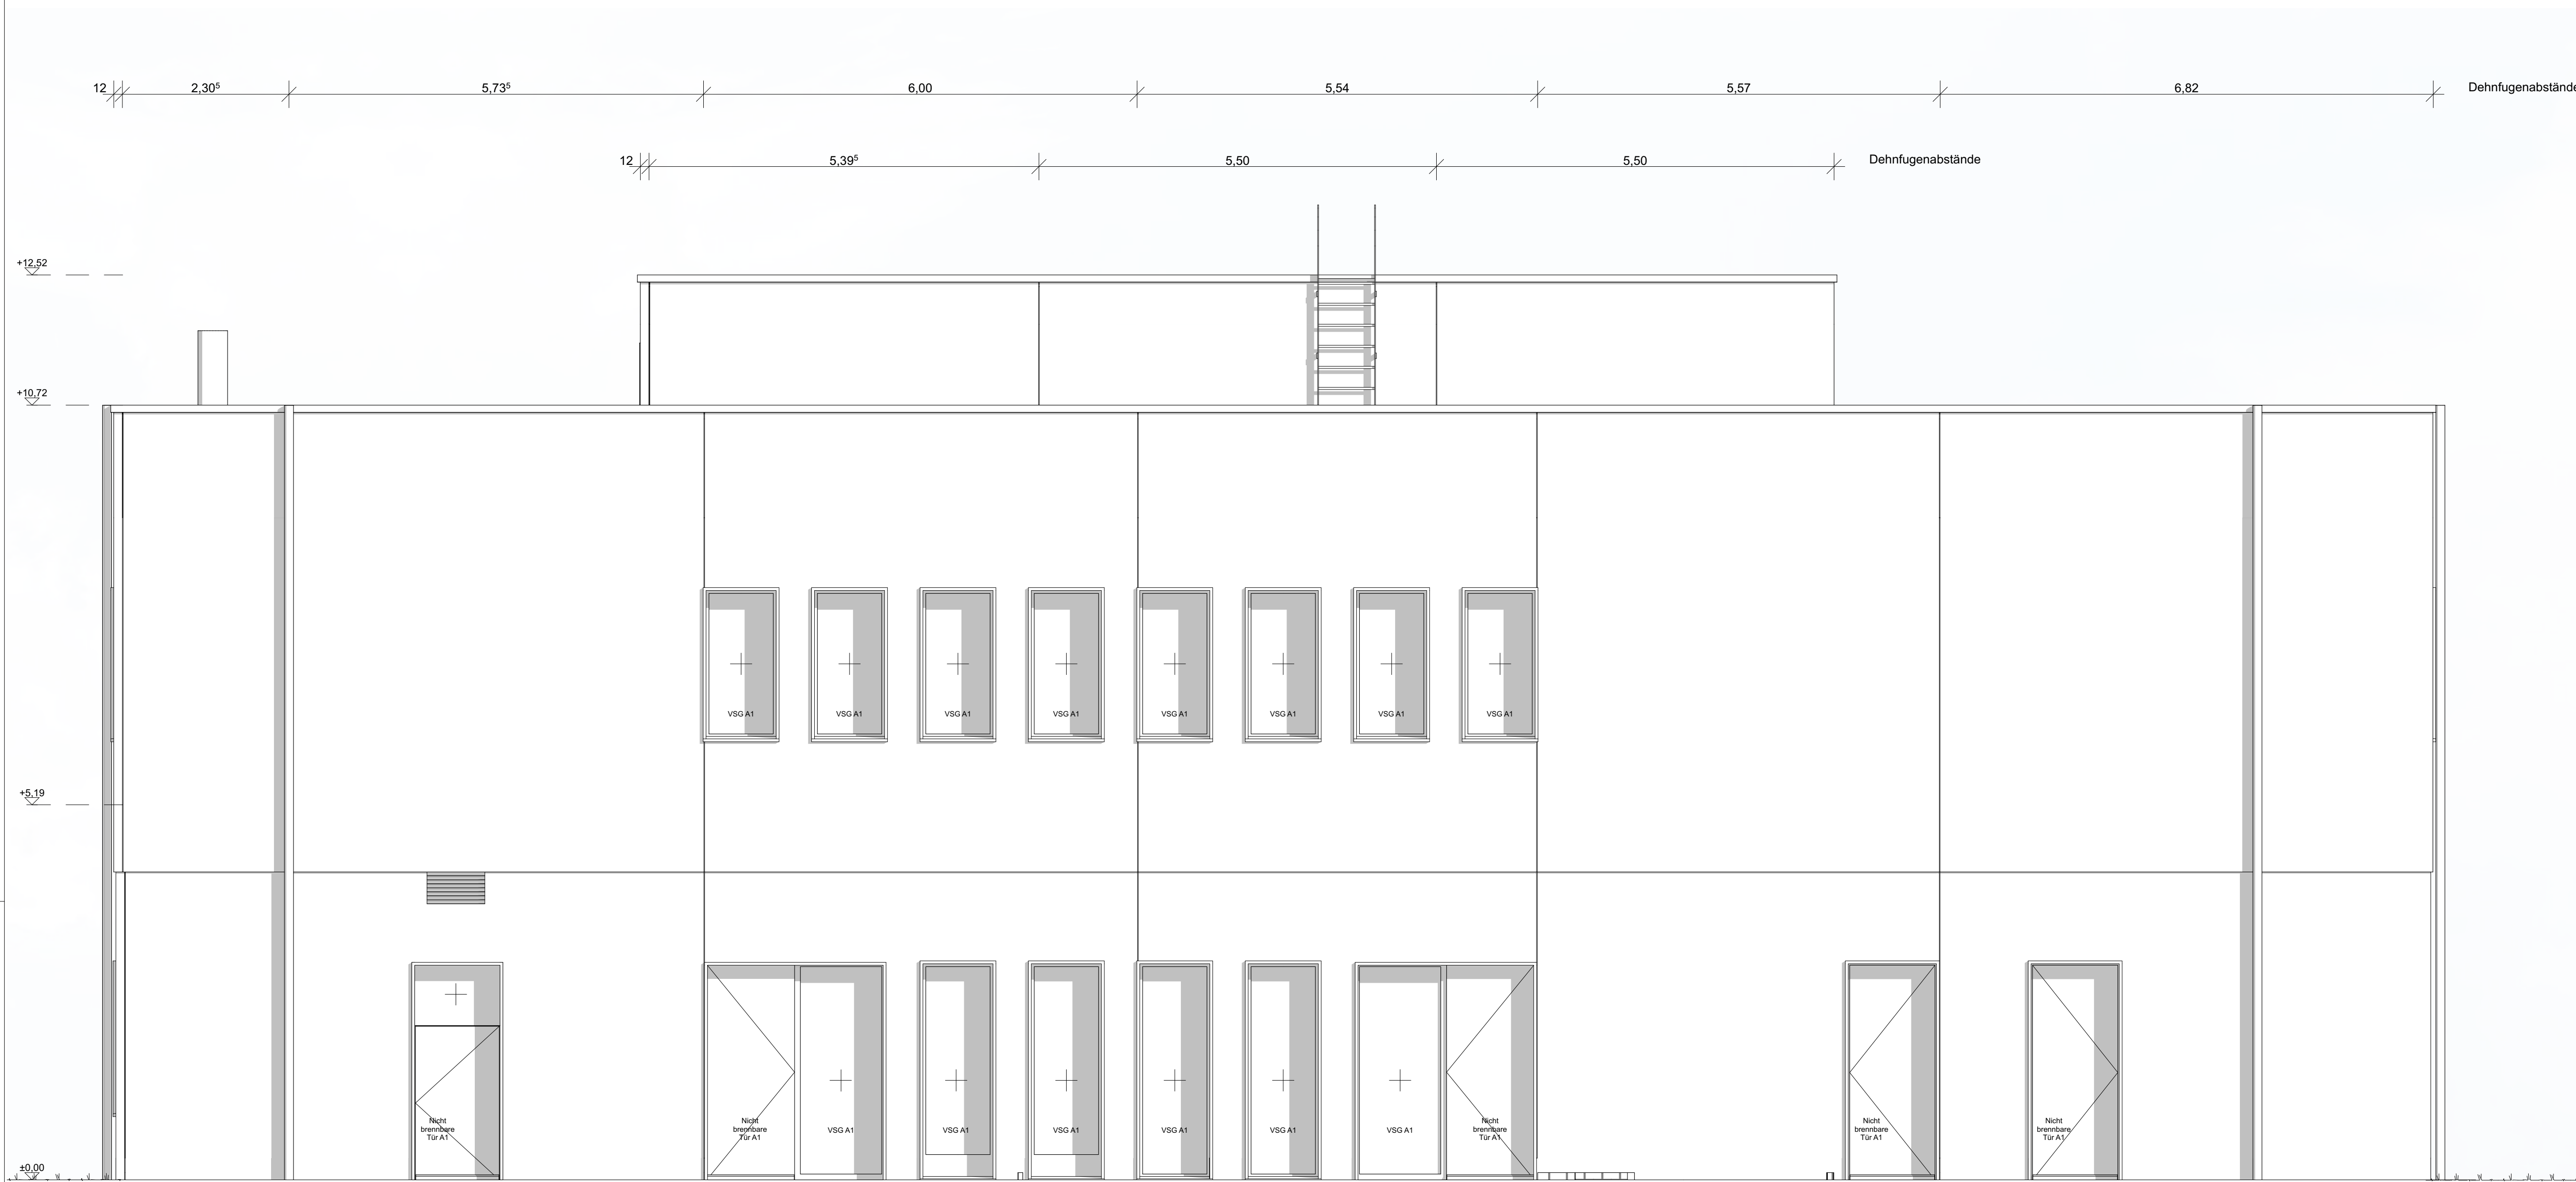 12 2,30⁵ 5,73⁵ 6,00 5,54 5,57 6,82 Dehnfugenabstände
12 5,39⁵ 5,50 5,50 Dehnfugenabstände
+12,52
+10,72
VSG A1 VSG A1 VSG A1 VSG A1 VSG A1 VSG A1 VSG A1 VSG A1
+5,19
Nicht
brennbare
Tür A1
Nicht
brennbare
Tür A1
VSG A1 VSG A1 VSG A1 VSG A1 VSG A1 VSG A1
Nicht
brennbare
Tür A1
Nicht
brennbare
Tür A1
Nicht
brennbare
Tür A1
±0,00